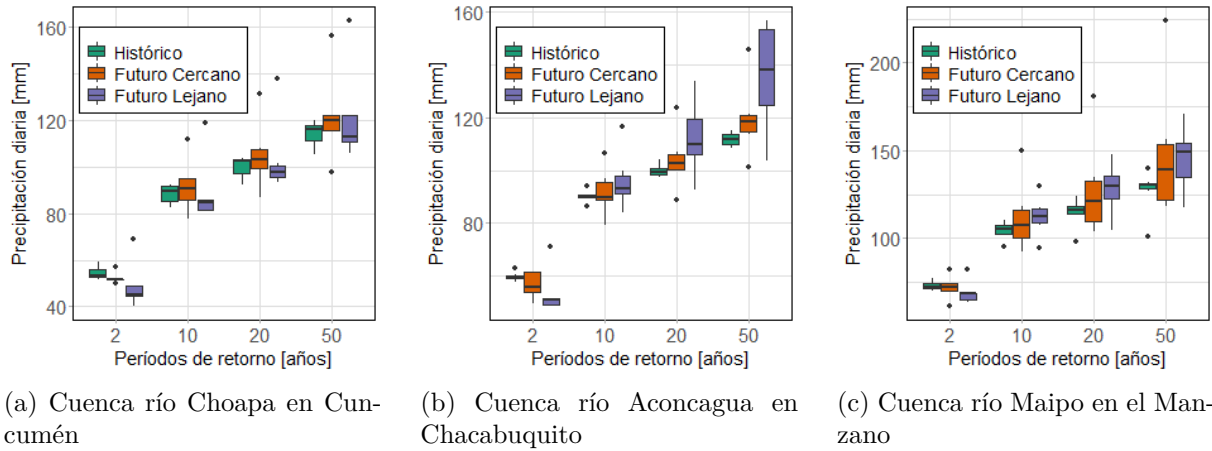 160
120
80
40
Precipitación diaria [mm]
Histórico
Futuro Cercano
Futuro Lejano
2 10 20 50
Períodos de retorno [años]
(a) Cuenca río Choapa en Cun-
cumén
160
120
80
Precipitación diaria [mm]
Histórico
Futuro Cercano
Futuro Lejano
2 10 20 50
Períodos de retorno [años]
(b) Cuenca río Aconcagua en
Chacabuquito
200
150
100
Precipitación diaria [mm]
Histórico
Futuro Cercano
Futuro Lejano
2 10 20 50
Períodos de retorno [años]
(c) Cuenca río Maipo en el Man-
zano